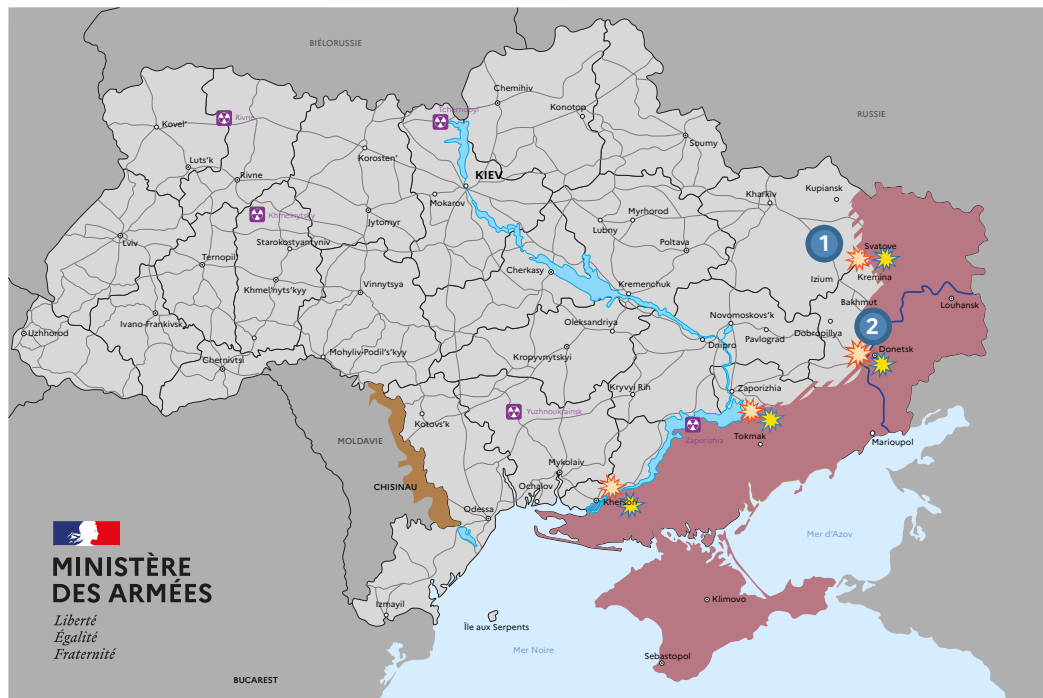 BIÉLORUSSIE
RUSSIE
Chernihiv
Konotop
Tchernobyl
Rivne
Kovel'
Soumy
Korosten'
Luts'k
Rivne
KIEV
Mokarov
Kharkiv
Kupiansk
Khmelnytsky
Jytomyr
Myrhorod
Lubny
Lviv
Starokostyantyniv
Poltava
1
Svatove
Ternopil
Cherkasy
Izium
Kremina
Khmel'nyts'kyy
Vinnytsya
Kremenchuk
Bakhmut
Louhansk
Ivano-Frankivsk
Oleksandriya
Novomoskovs'k
2
Uzhhorod
Dobropillya
Pavlograd
Dnipro
Donetsk
Mohyliv-Podil's'kyy
Kropyvnytskyi
Chernivtsi
Kryvyi Rih
Zaporizhia
Yuzhnoukrainsk
Kotovs'k
Tokmak
Zaporizhia
MOLDAVIE
Marioupol
Mykolaiv
CHISINAU
Ochalov
Kherson
Odessa
Mer d'Azov
MINISTÈRE
DES ARMÉES
Liberté
Égalité
Fraternité
Klimovo
Izmayil
Île aux Serpents
Mer Noire
Sebastopol
BUCAREST